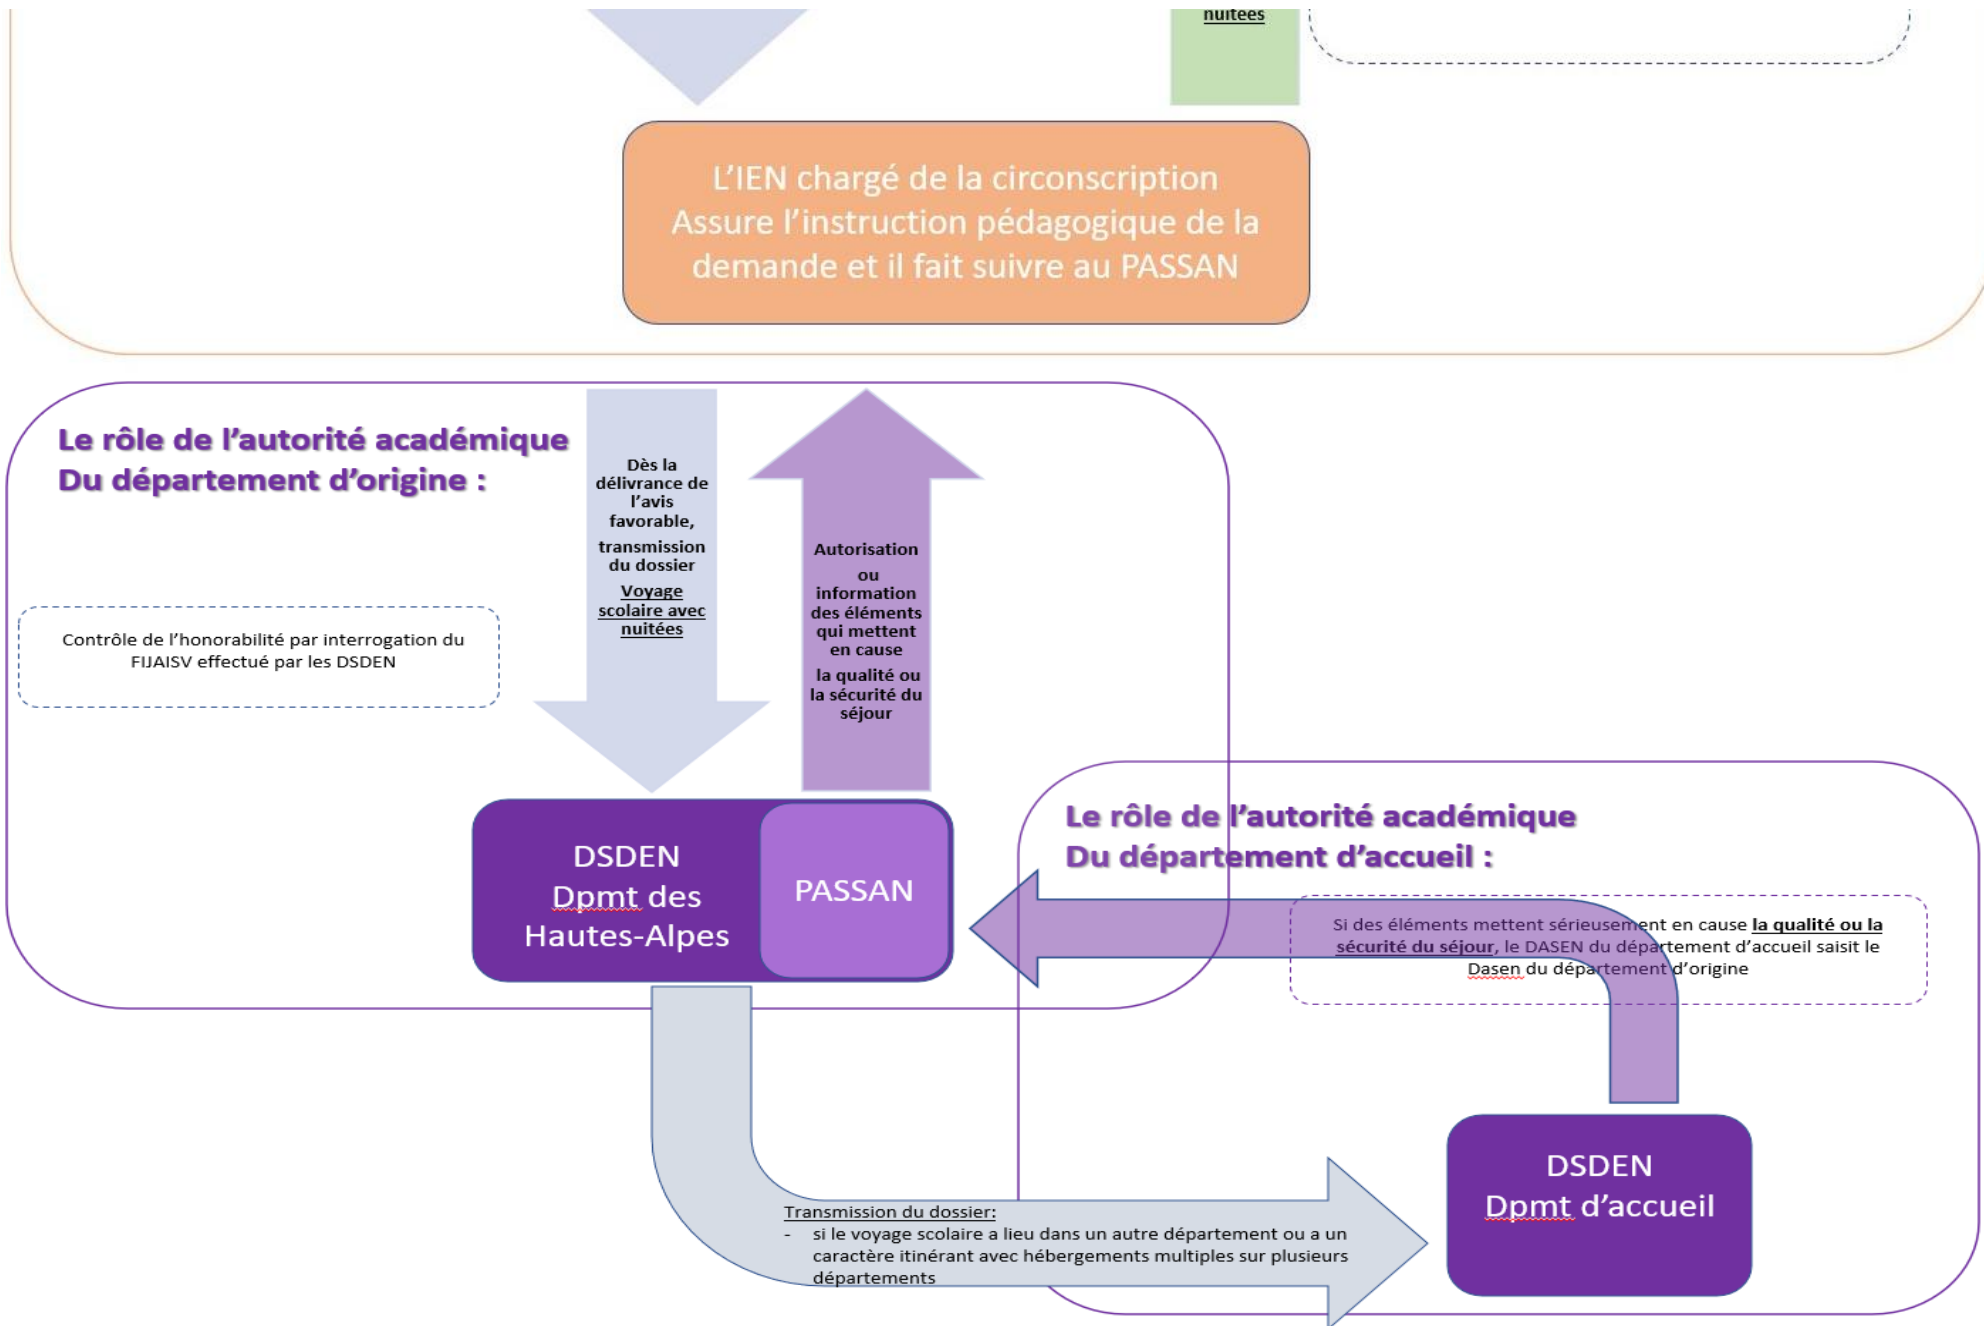 nuitées
L'IEN chargé de la circonscription
Assure l'instruction pédagogique de la
demande et il fait suivre au PASSAN
Le rôle de l'autorité académique
Du département d'origine :
Dès la
délivrance de
l'avis
favorable,
transmission
du dossier
Voyage
scolaire avec
nuitées
Autorisation
ou
information
des éléments
qui mettent
en cause
la qualité ou
la sécurité du
séjour
Contrôle de l'honorabilité par interrogation du
FIJAISV effectué par les DSDEN
DSDEN
Dpmt des
Hautes-Alpes
PASSAN
Le rôle de l'autorité académique
Du département d'accueil :
Si des éléments mettent sérieusement en cause la qualité ou la
sécurité du séjour, le DASEN du département d'accueil saisit le
Dasen du département d'origine
DSDEN
Dpmt d'accueil
Transmission du dossier:
- si le voyage scolaire a lieu dans un autre département ou a un
caractère itinérant avec hébergements multiples sur plusieurs
départements